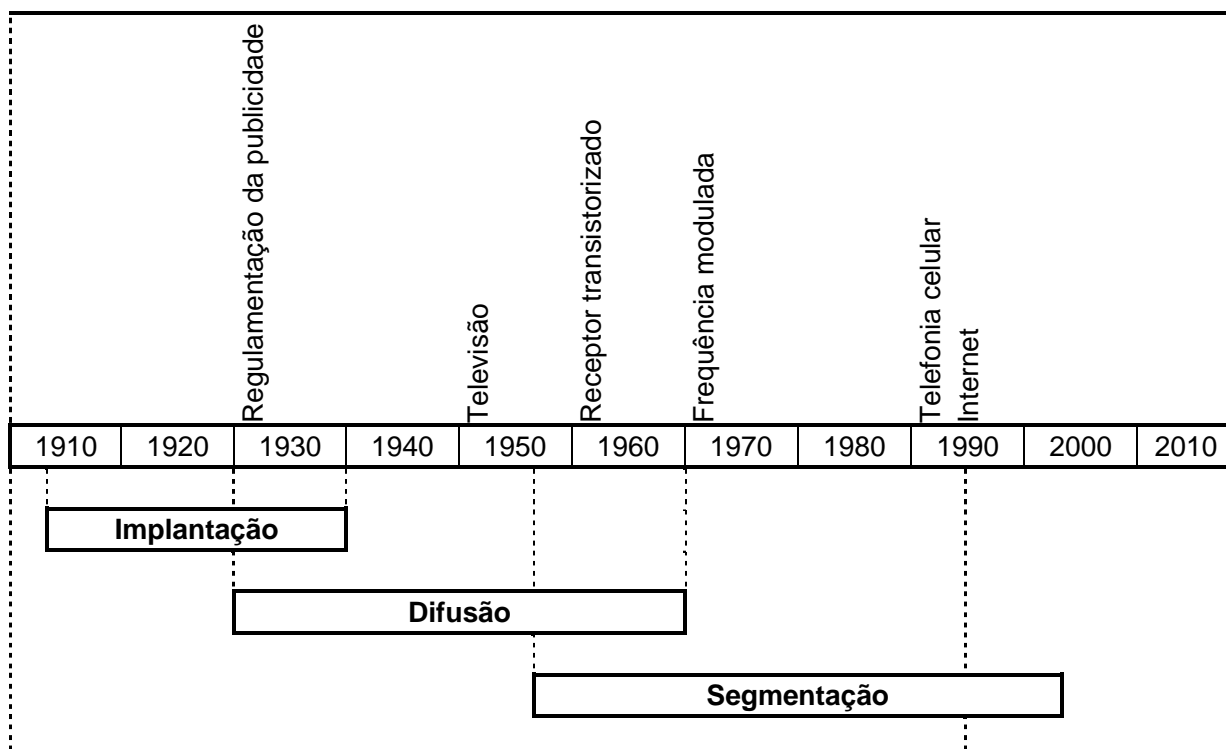 Regulamentação da publicidade
Televisão
Receptor transistorizado
Frequência modulada
Telefonia celular
Internet
1910 1920 1930 1940 1950 1960 1970 1980 1990 2000 2010
Implantação
Difusão
Segmentação